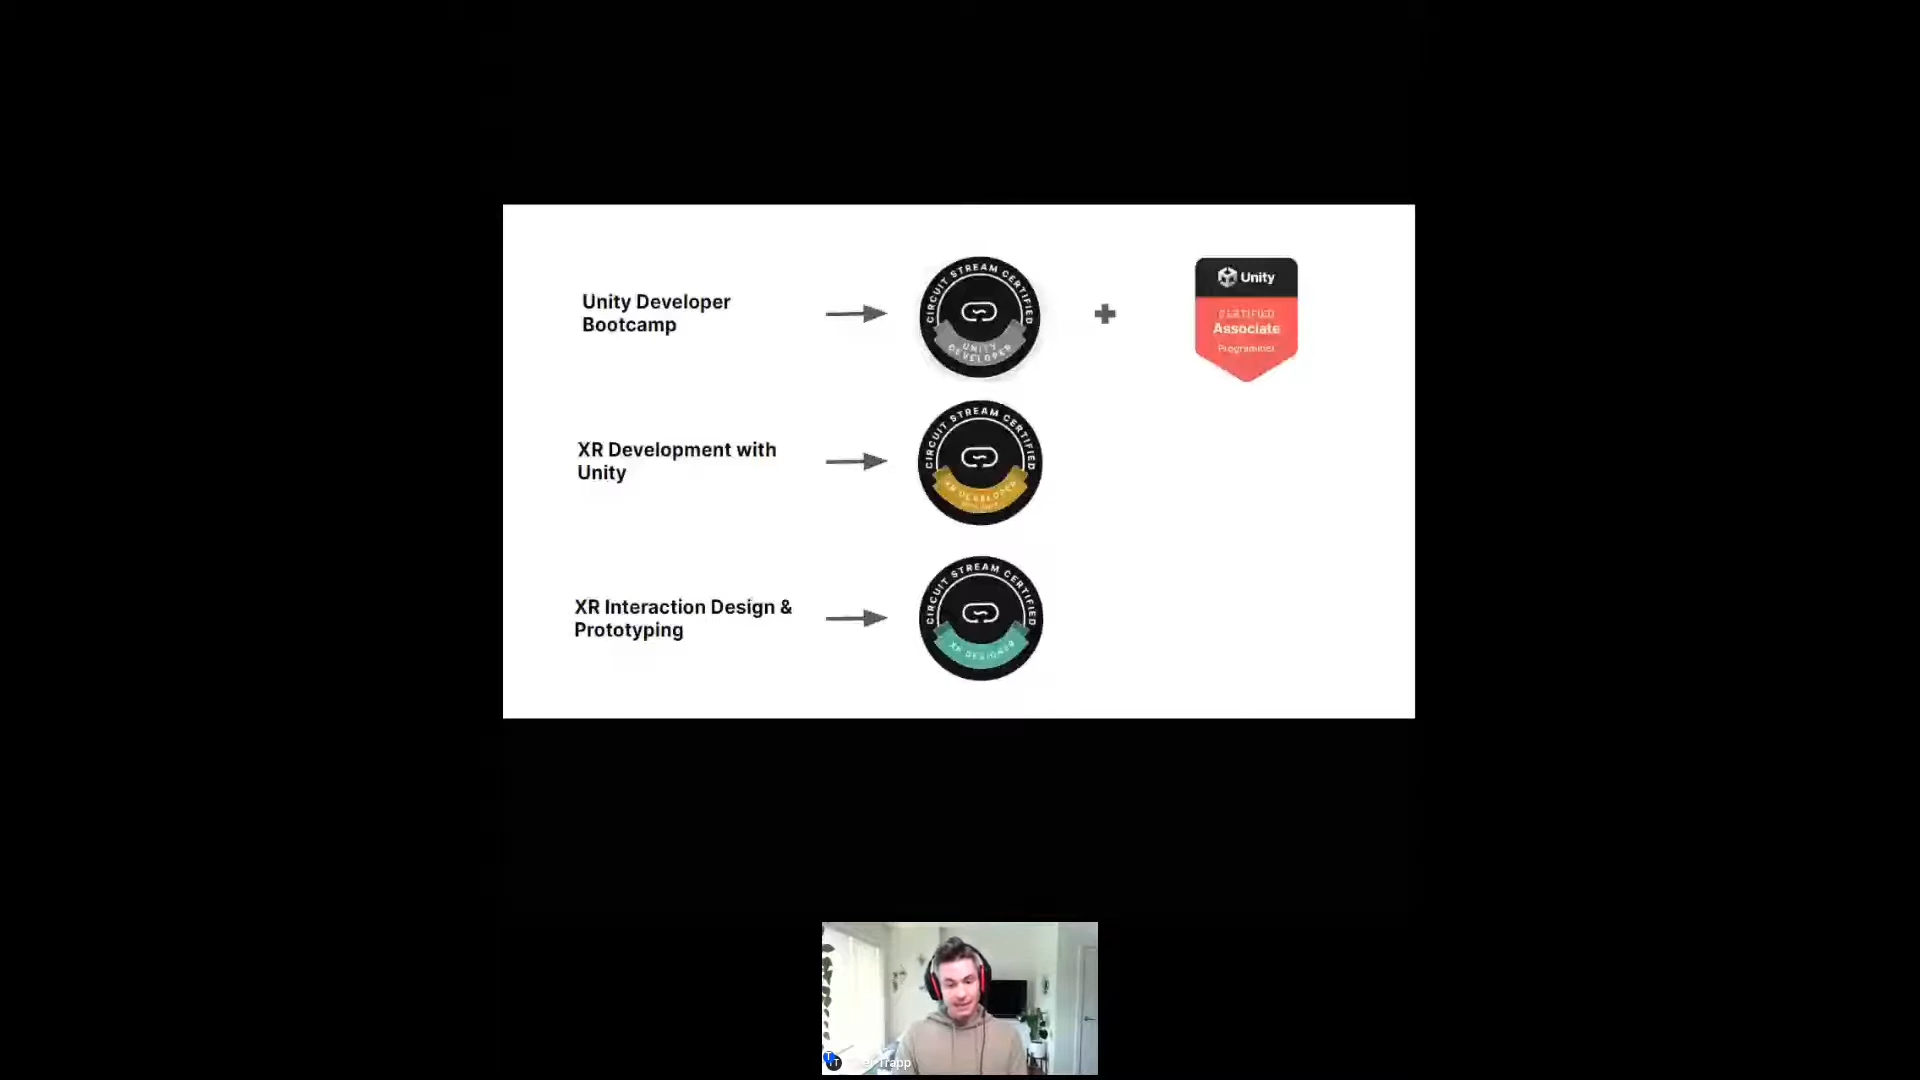 Unity Developer
Bootcamp
CIRCUIT STREAM CERTIFIED
UNITY
DEVELOPER
Unity
CERTIFIED
Associate
Programmer
XR Development with
Unity
CIRCUIT STREAM CERTIFIED
XR DEVELOPER
XR Interaction Design &
Prototyping
CIRCUIT STREAM CERTIFIED
XR DESIGNER
Trapp